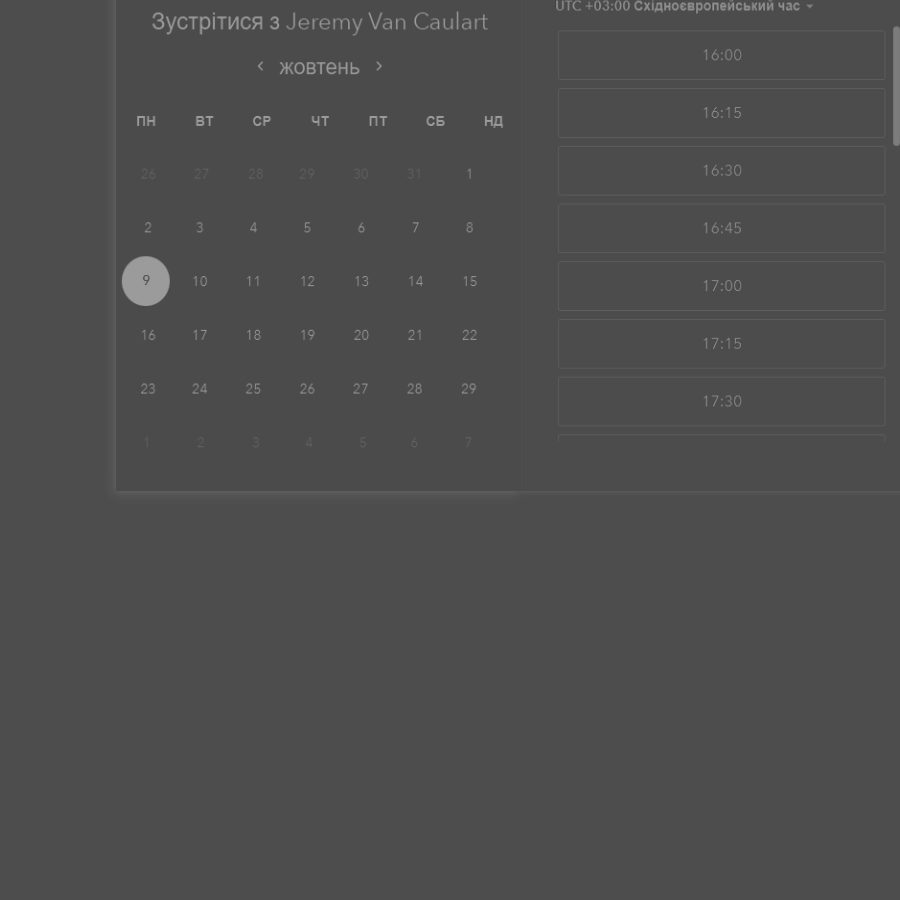 Зустрітися з Jeremy Van Caulart
жовтень
ПН ВТ СР ЧТ ПТ СБ НД
26 27 28 29 30 31 1
2 3 4 5 6 7 8
9 10 11 12 13 14 15
16 17 18 19 20 21 22
23 24 25 26 27 28 29
1 2 3 4 5 6 7
UTC +03:00 Східноєвропейський час
16:00
16:15
16:30
16:45
17:00
17:15
17:30